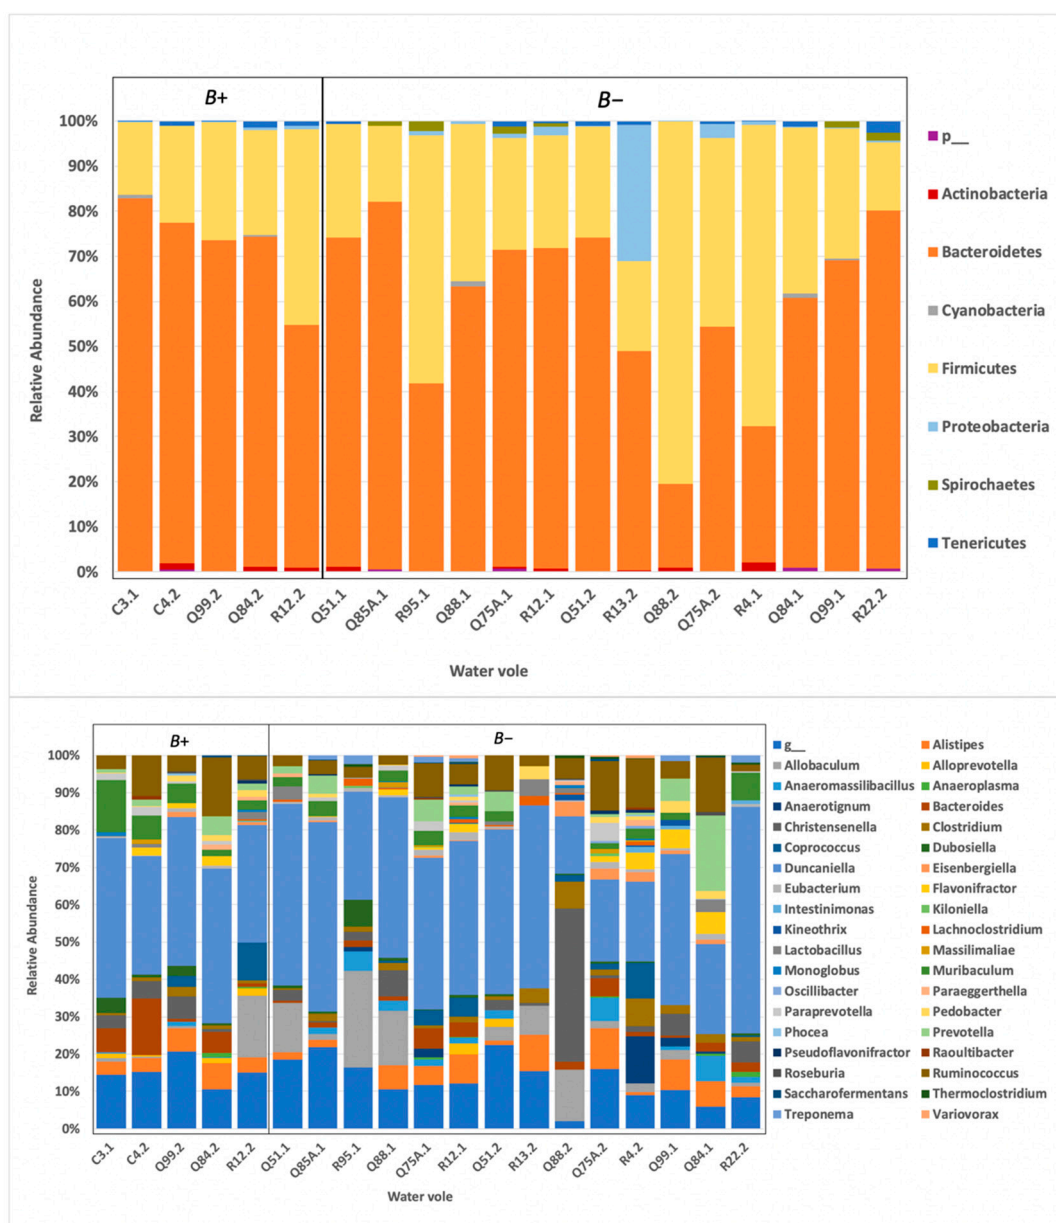 B+ B−
100%
90%
80%
70%
60%
50%
40%
30%
20%
10%
0%
Relative Abundance
C3.1 C4.2 Q99.2 Q84.2 R12.2 Q51.1 Q85A.1 R95.1 Q88.1 Q75A.1 R12.1 Q51.2 R13.2 Q88.2 Q75A.2 R4.1 Q84.1 Q99.1 R22.2
Water vole
p__
Actinobacteria
Bacteroidetes
Cyanobacteria
Firmicutes
Proteobacteria
Spirochaetes
Tenericutes
B+ B−
100%
90%
80%
70%
60%
50%
40%
30%
20%
10%
0%
Relative Abundance
C3.1 C4.2 Q99.2 Q84.2 R12.2 Q51.1 Q85A.1 R95.1 Q88.1 Q75A.1 R12.1 Q51.2 R13.2 Q88.2 Q75A.2 R4.2 Q99.1 Q84.1 R22.2
Water vole
g__ Alistipes
Allobaculum Alloprevotella
Anaeromassilibacillus Anaeroplasma
Anaerotignum Bacteroides
Christensenella Clostridium
Coprococcus Dubosiella
Duncaniella Eisenbergiella
Eubacterium Flavonifractor
Intestinimonas Kiloniella
Kineothrix Lachnoclostridium
Lactobacillus Massilimaliae
Monoglobus Muribaculum
Oscillibacter Paraeggerthella
Paraprevotella Pedobacter
Phocea Prevotella
Pseudoflavonifractor Raoultibacter
Roseburia Ruminococcus
Saccharofermentans Thermoclostridium
Treponema Variovorax